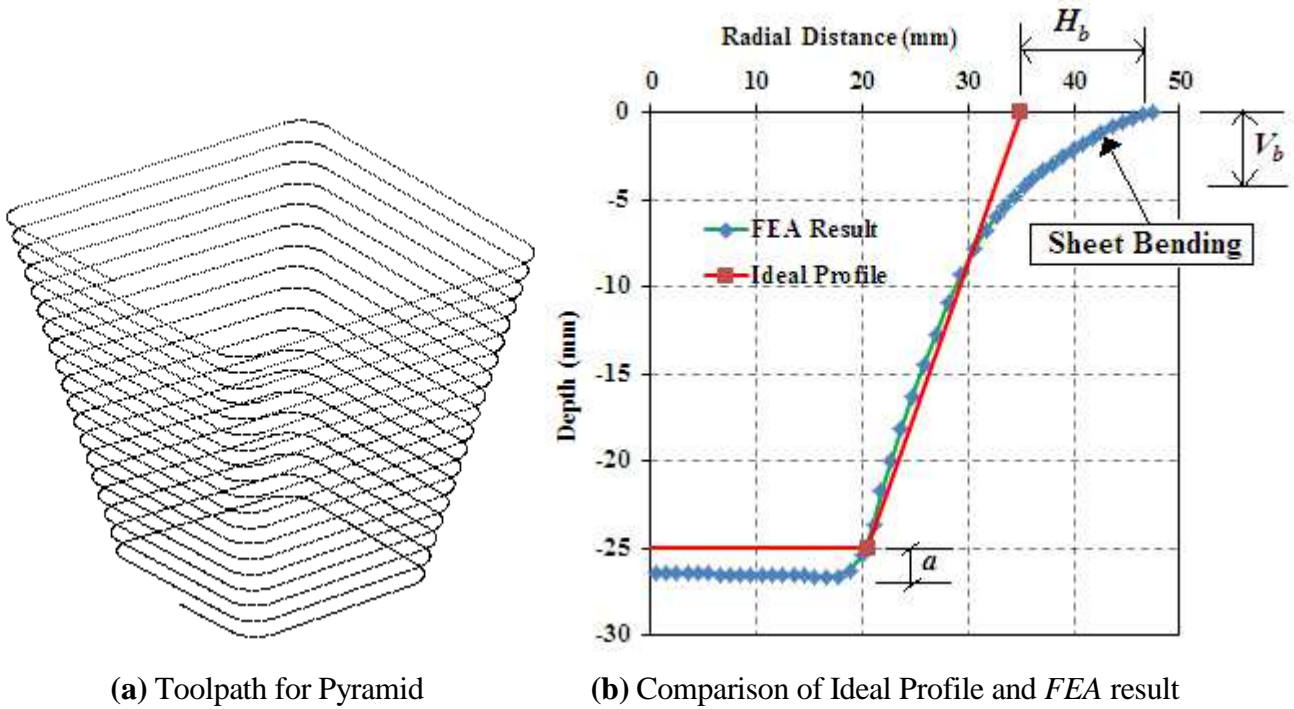 Radial Distance (mm)
H_b
0 10 20 30 40 50
0
-5
-10
-15
-20
-25
-30
Depth (mm)
V_b
FEA Result
Ideal Profile
Sheet Bending
a
(a) Toolpath for Pyramid
(b) Comparison of Ideal Profile and FEA result